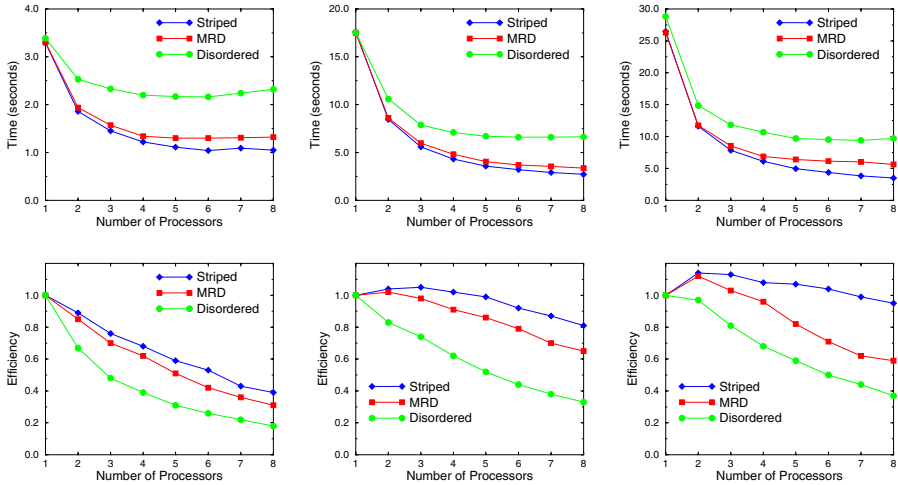 4.0
3.0
2.0
1.0
0.0
Time (seconds)
Striped
MRD
Disordered
1 2 3 4 5 6 7 8
Number of Processors
20.0
15.0
10.0
5.0
0.0
Time (seconds)
Striped
MRD
Disordered
1 2 3 4 5 6 7 8
Number of Processors
30.0
25.0
20.0
15.0
10.0
5.0
0.0
Time (seconds)
Striped
MRD
Disordered
1 2 3 4 5 6 7 8
Number of Processors
1.0
0.8
0.6
0.4
0.2
0.0
Efficiency
Striped
MRD
Disordered
1 2 3 4 5 6 7 8
Number of Processors
1.0
0.8
0.6
0.4
0.2
0.0
Efficiency
Striped
MRD
Disordered
1 2 3 4 5 6 7 8
Number of Processors
1.0
0.8
0.6
0.4
0.2
0.0
Efficiency
Striped
MRD
Disordered
1 2 3 4 5 6 7 8
Number of Processors